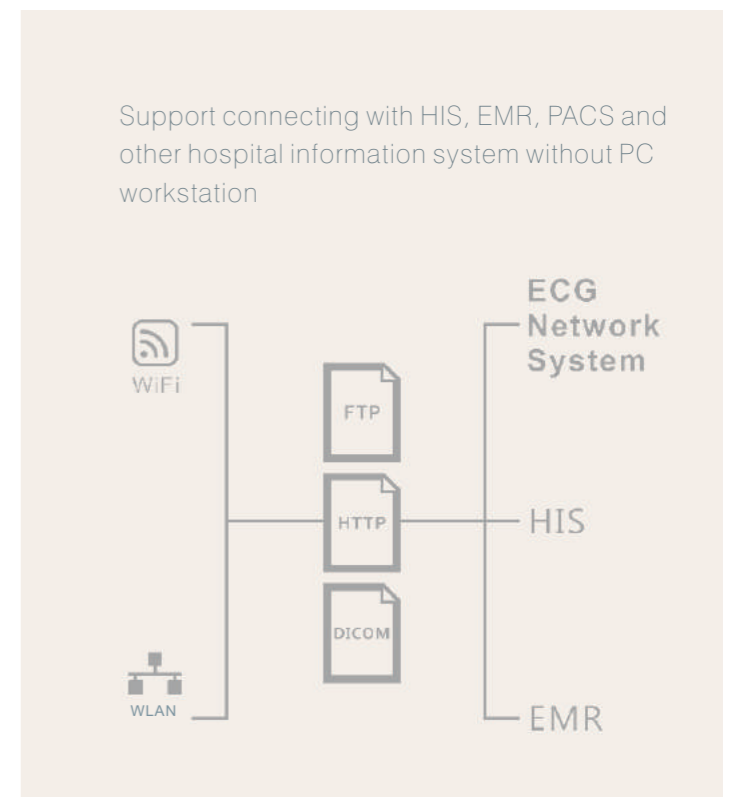 Support connecting with HIS, EMR, PACS and
other hospital information system without PC
workstation
ECG
Network
System
WiFi
FTP
HTTP
HIS
DICOM
WLAN
EMR